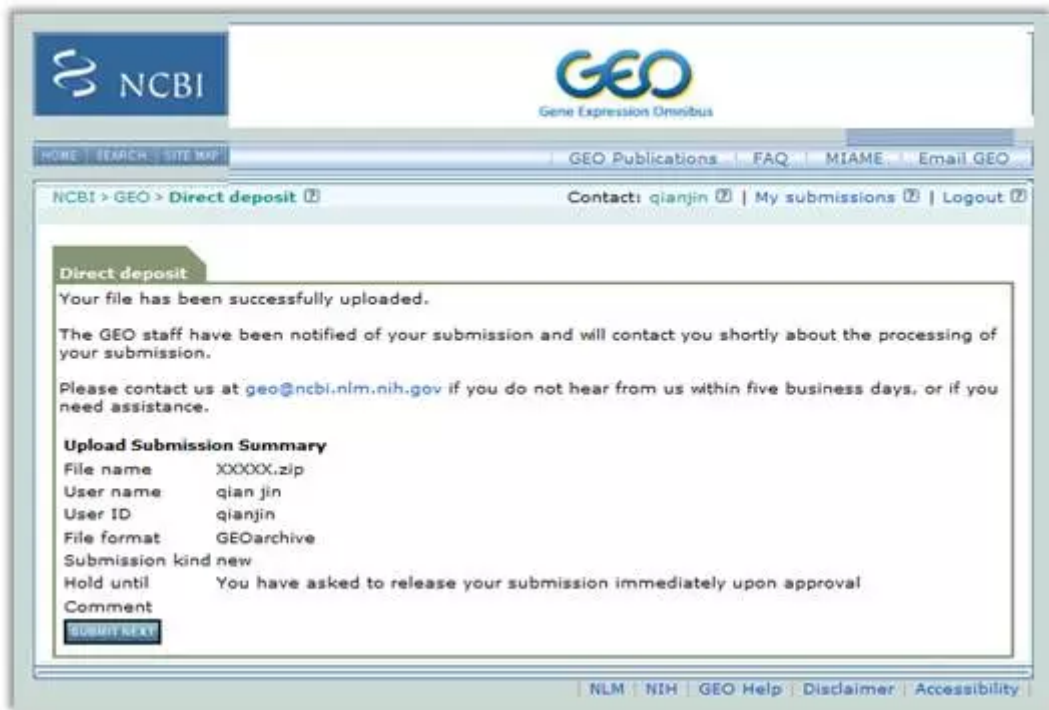 NCBI
GEO
Gene Expression Omnibus
HOME | SEARCH | SITE MAP
GEO Publications | FAQ | MIAME | Email GEO
NCBI > GEO > Direct deposit [?]
Contact: qianjin [?] | My submissions [?] | Logout [?]
Direct deposit
Your file has been successfully uploaded.
The GEO staff have been notified of your submission and will contact you shortly about the processing of
your submission.
Please contact us at geo@ncbi.nlm.nih.gov if you do not hear from us within five business days, or if you
need assistance.
Upload Submission Summary
File name XXXXX.zip
User name qian jin
User ID qianjin
File format GEOarchive
Submission kind new
Hold until You have asked to release your submission immediately upon approval
Comment
SUBMIT NEXT
| NLM | NIH | GEO Help | Disclaimer | Accessibility |